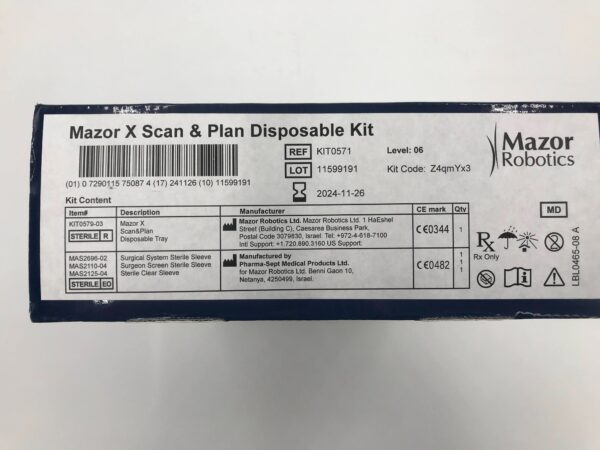 Mazor X Scan & Plan Disposable Kit
(01) 0 7290115 75087 4 (17) 241126 (10) 11599191
REF KIT0571
LOT 11599191
2024-11-26
Level: 06
Kit Code: Z4qmYx3
Mazor
Robotics
Kit Content
Item# Description Manufacturer CE mark Qty
KIT0579-03
STERILE R
Mazor X
Scan&Plan
Disposable Tray
Mazor Robotics Ltd. Mazor Robotics Ltd. 1 HaEshel
Street (Building C), Caesarea Business Park,
Postal Code 3079830, Israel. Tel: +972-4-618-7100
Intl Support: +1.720.890.3160 US Support:
CE0344
1
MAS2696-02 Surgical System Sterile Sleeve
MAS2110-04 Surgeon Screen Sterile Sleeve
MAS2125-04 Sterile Clear Sleeve
STERILE EO
Manufactured by
Pharma-Sept Medical Products Ltd.
for Mazor Robotics Ltd. Benni Gaon 10,
Netanya, 4250499, Israel.
CE0482
1
1
1
MD
Rx
Rx Only
LBL0465-08 A